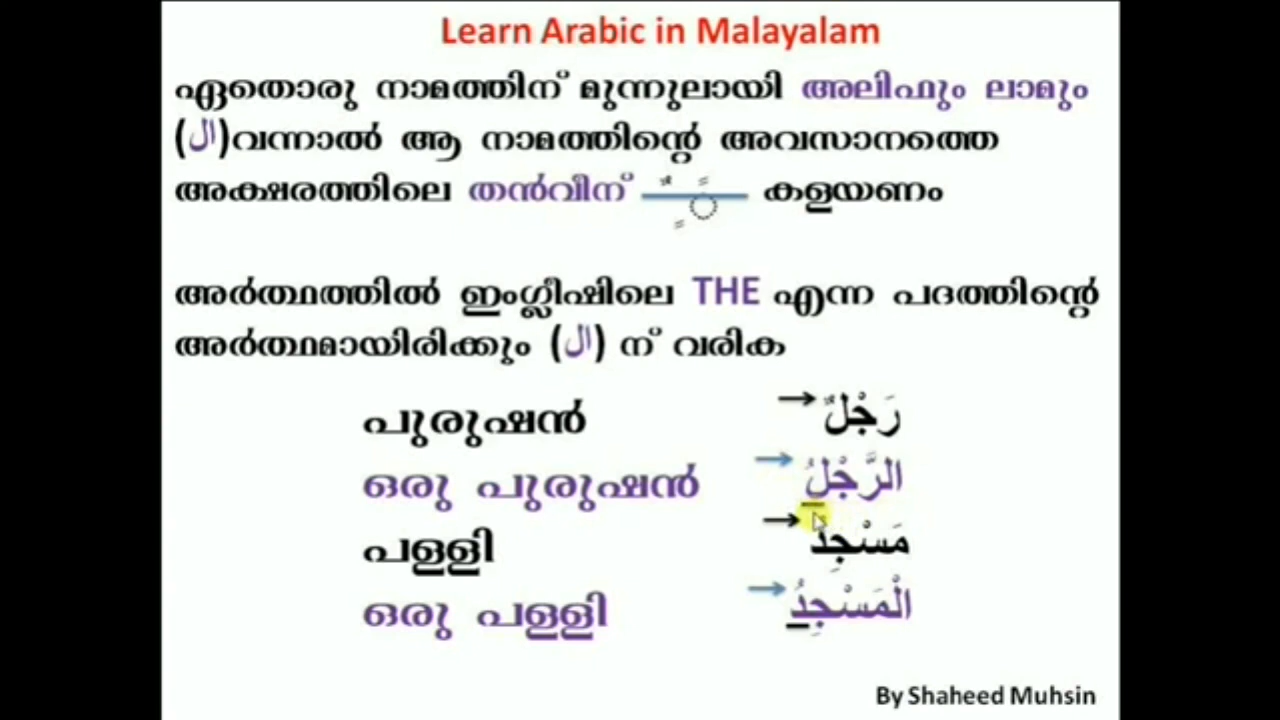 Learn Arabic in Malayalam
ഏതൊരു നാമത്തിന് മുന്നുലായി അലിഫും ലാമും
(ال)വന്നാൽ ആ നാമത്തിന്റെ അവസാനത്തെ
അക്ഷരത്തിലെ തൻവീന് കളയണം
അർത്ഥത്തിൽ ഇംഗ്ലീഷിലെ THE എന്ന പദത്തിന്റെ
അർത്ഥമായിരിക്കും (ال) ന് വരിക
പുരുഷൻ → رَجْلٌ
ഒരു പുരുഷൻ → الرَّجْلُ
പള്ളി → مَسْجِدٌ
ഒരു പള്ളി → الْمَسْجِدُ
By Shaheed Muhsin